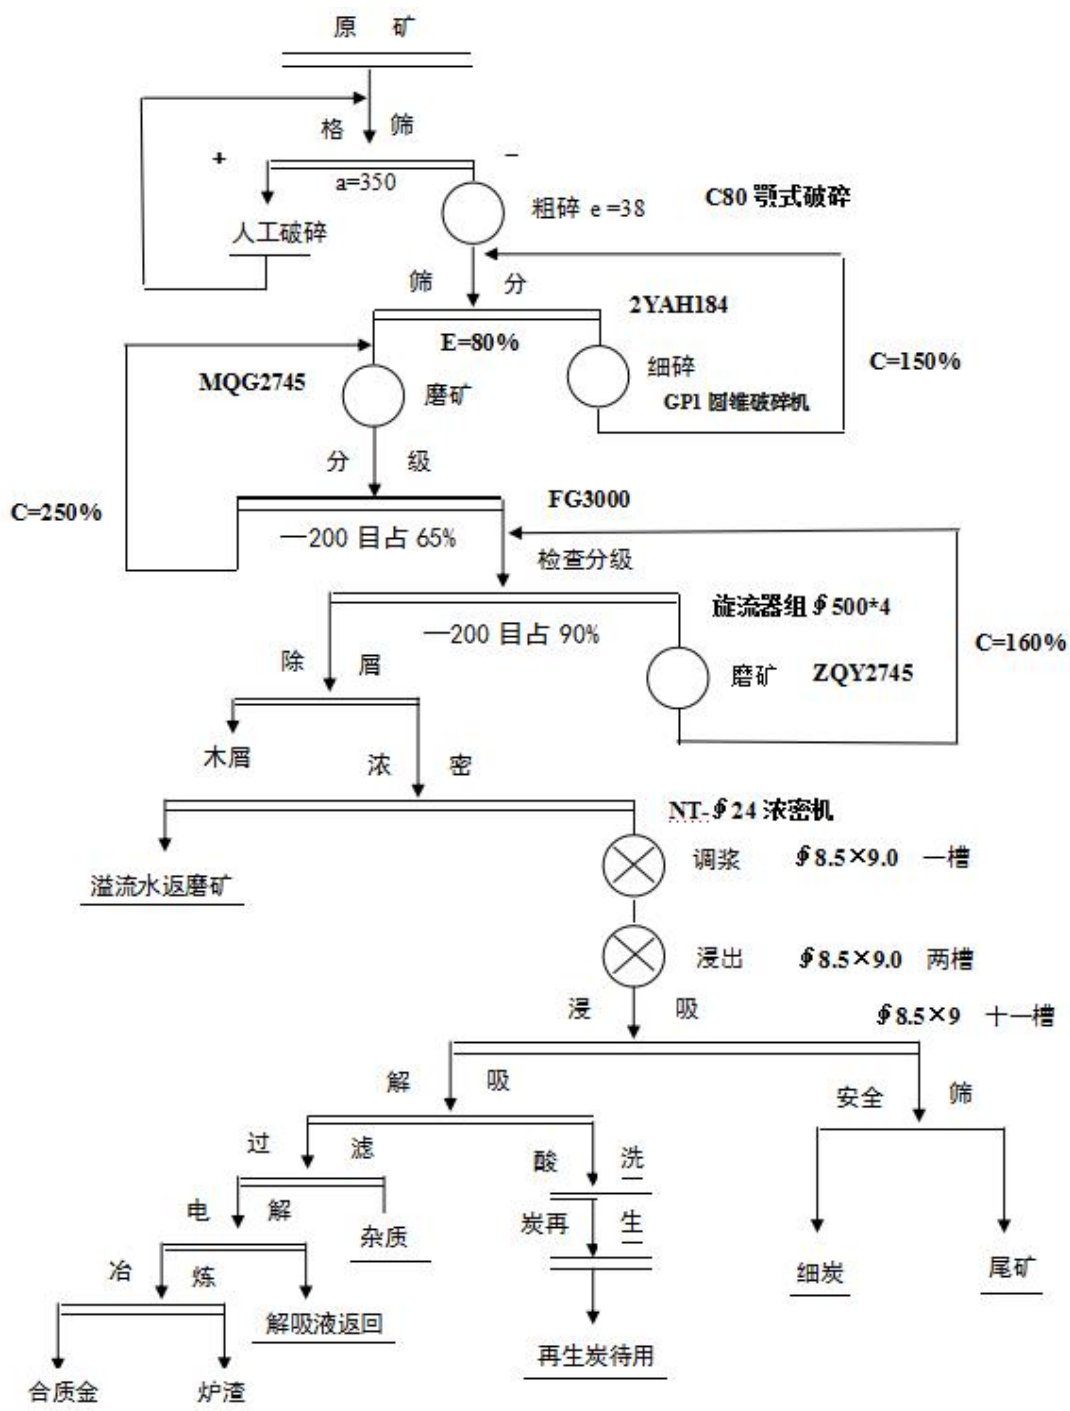 原 矿
格 筛
+ −
a=350
粗碎 e =38
C80 颚式破碎
人工破碎
筛 分
2YAH184
E=80%
C=150%
MQG2745
磨矿
细碎
GP1 圆锥破碎机
分 级
C=250%
FG3000
—200 目占 65%
检查分级
旋流器组∮500*4
—200 目占 90%
C=160%
除 屑
磨矿 ZQY2745
木屑
浓 密
NT-∮24 浓密机
调浆 ∮8.5×9.0 一槽
溢流水返磨矿
浸出 ∮8.5×9.0 两槽
浸 吸
∮8.5×9 十一槽
解 吸
安全 筛
过 滤
酸 洗
电 解
杂质
炭再 生
冶 炼
细炭
尾矿
解吸液返回
再生炭待用
合质金
炉渣